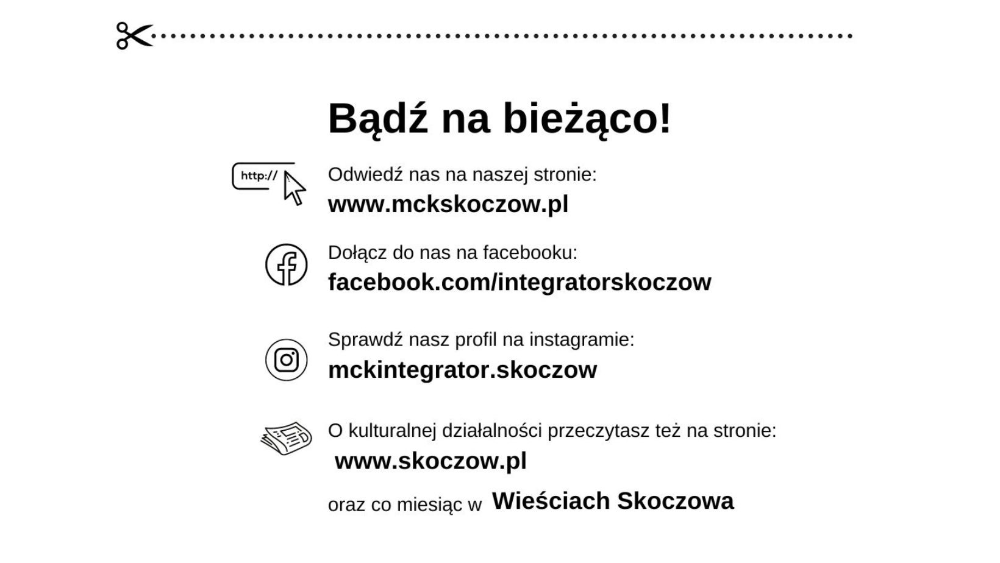 Bądź na bieżąco!
http://
Odwiedź nas na naszej stronie:
www.mckskoczow.pl
Dołącz do nas na facebooku:
facebook.com/integratorskoczow
Sprawdź nasz profil na instagramie:
mckintegrator.skoczow
O kulturalnej działalności przeczytasz też na stronie:
www.skoczow.pl
oraz co miesiąc w Wieściach Skoczowa